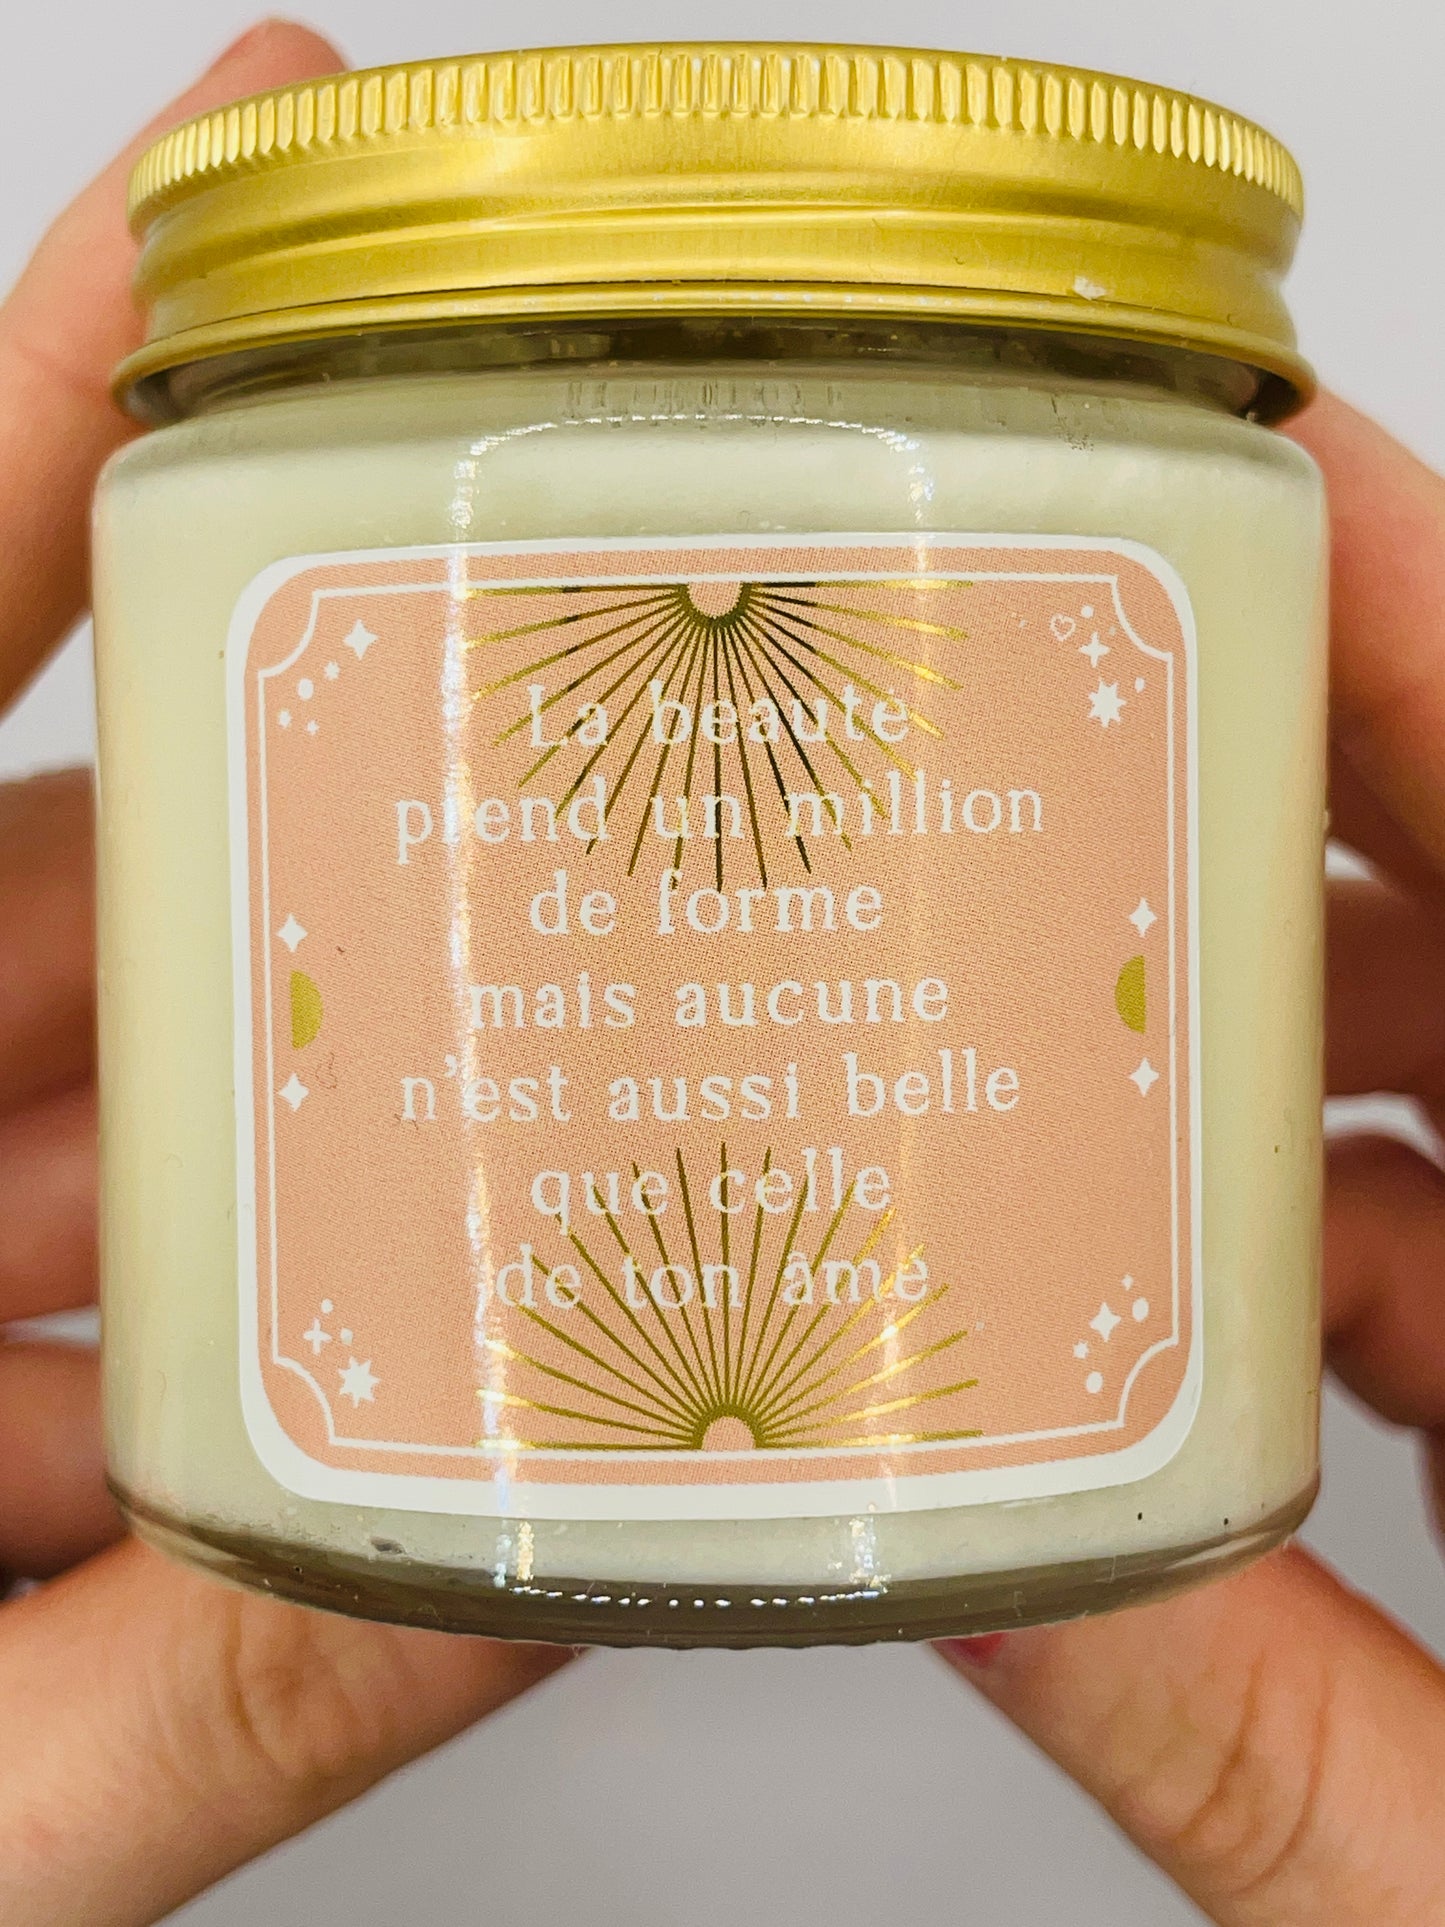 La beauté
prend un million
de forme
mais aucune
n'est aussi belle
que celle
de ton âme